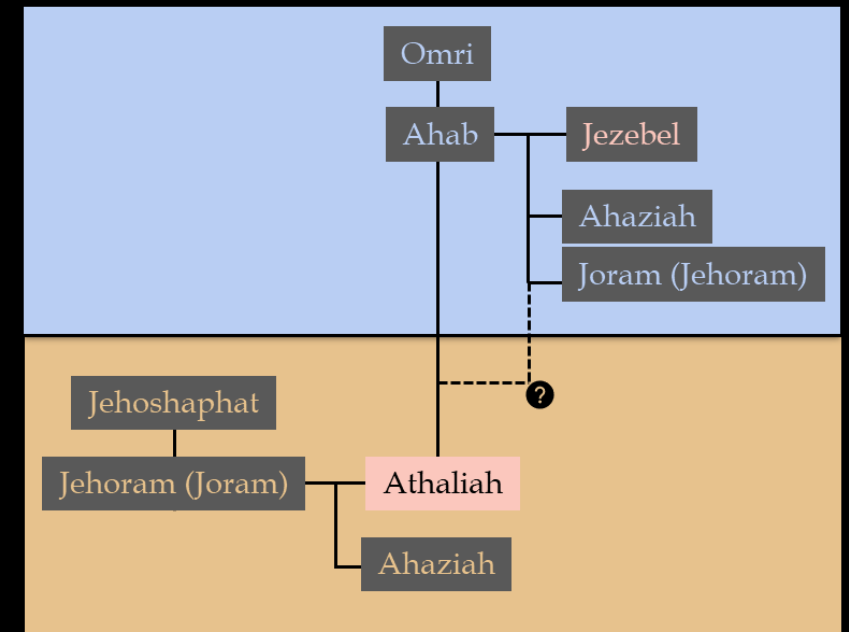 Omri
Ahab
Jezebel
Ahaziah
Joram (Jehoram)
Jehoshaphat
?
Jehoram (Joram)
Athaliah
Ahaziah